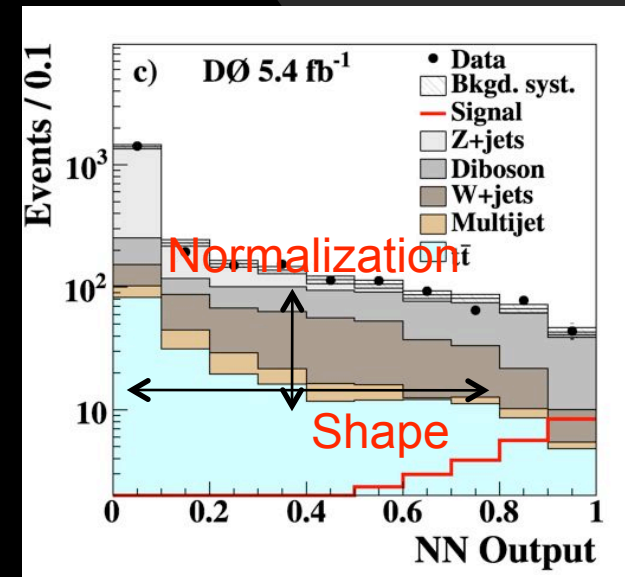 Events / 0.1
c) DØ 5.4 fb⁻¹
Data
Bkgd. syst.
Signal
Z+jets
Diboson
W+jets
Multijet
tt̄
10³
10²
10
Normalization
Shape
0 0.2 0.4 0.6 0.8 1
NN Output